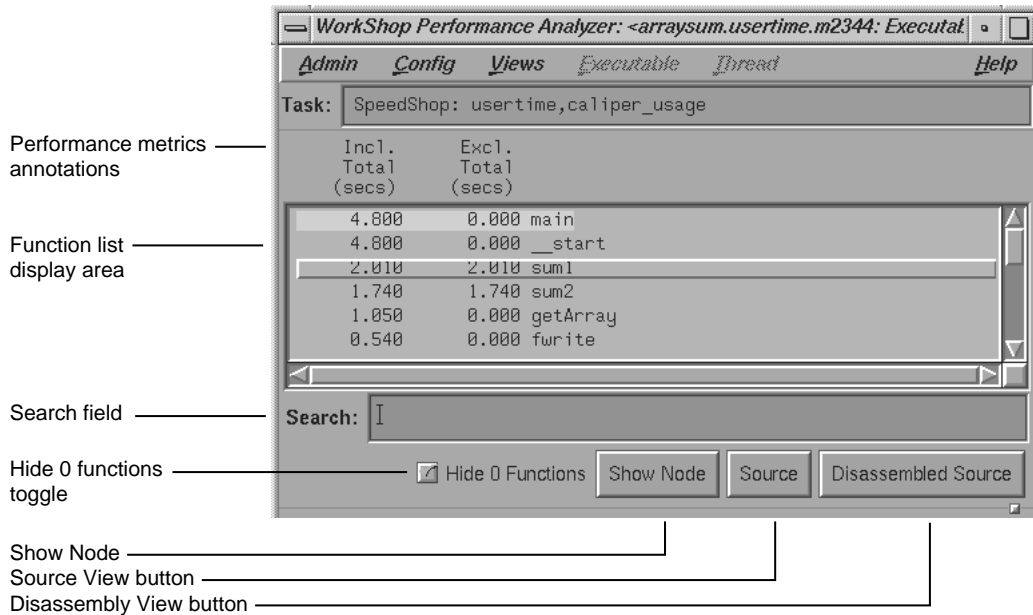 WorkShop Performance Analyzer: <arraysum.usertime.m2344: Executab
Admin Config Views Executable Thread Help
Task: SpeedShop: usertime,caliper_usage
Performance metrics
annotations
Incl. Excl.
Total Total
(secs) (secs)
Function list
display area
4.800 0.000 main
4.800 0.000 __start
2.010 2.010 sum1
1.740 1.740 sum2
1.050 0.000 getArray
0.540 0.000 fwrite
Search field
Search:
Hide 0 functions
toggle
Hide 0 Functions Show Node Source Disassembled Source
Show Node
Source View button
Disassembly View button